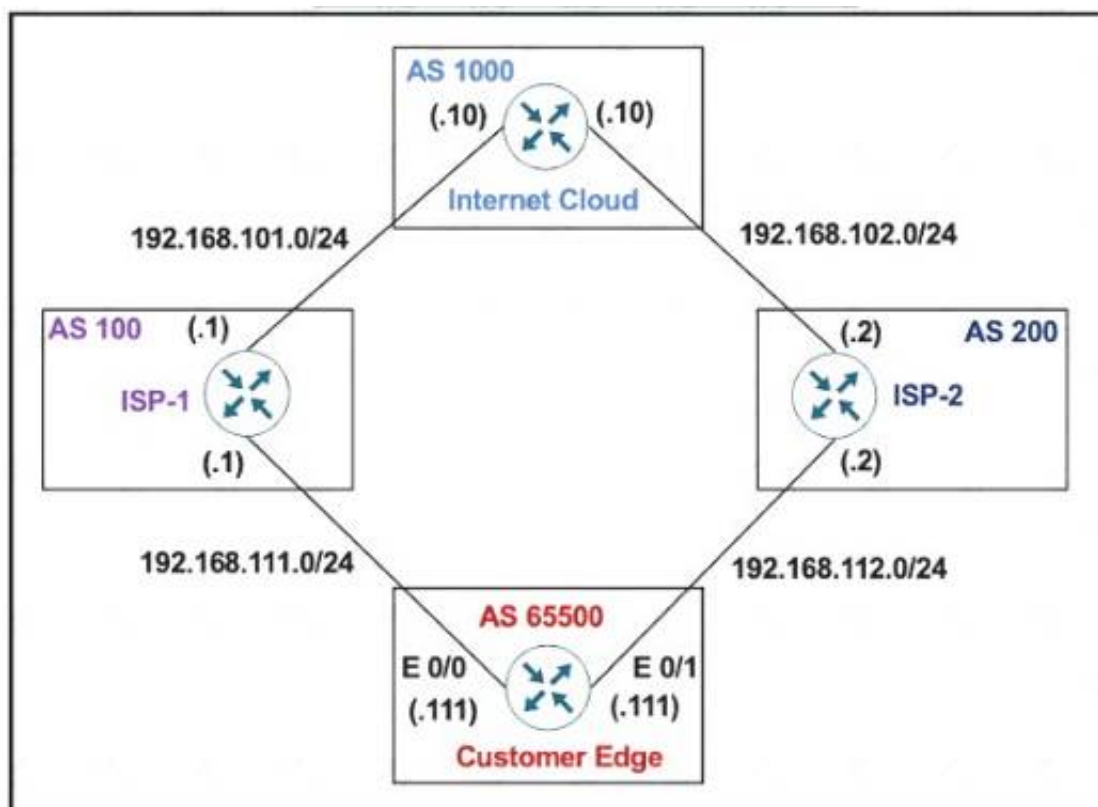 AS 1000
(.10)
(.10)
Internet Cloud
192.168.101.0/24
192.168.102.0/24
AS 100
(.1)
ISP-1
(.1)
(.2)
AS 200
ISP-2
(.2)
192.168.111.0/24
192.168.112.0/24
AS 65500
E 0/0
E 0/1
(.111)
(.111)
Customer Edge